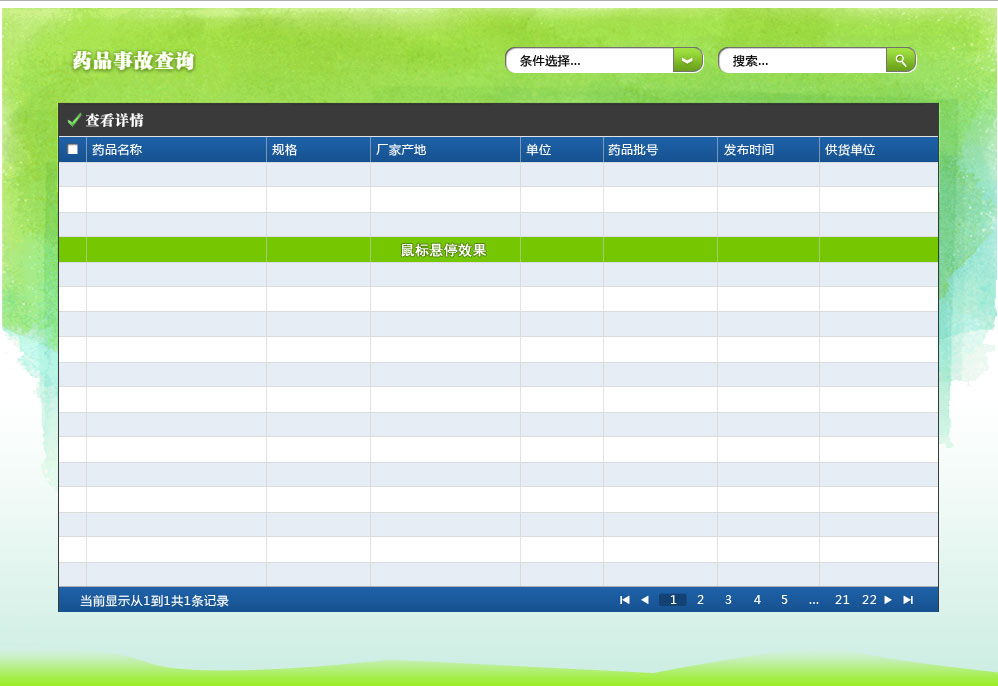 药品事故查询
条件选择... 搜索...
查看详情
药品名称 规格 厂家产地 单位 药品批号 发布时间 供货单位
鼠标悬停效果
当前显示从1到1共1条记录 1 2 3 4 5 ... 21 22